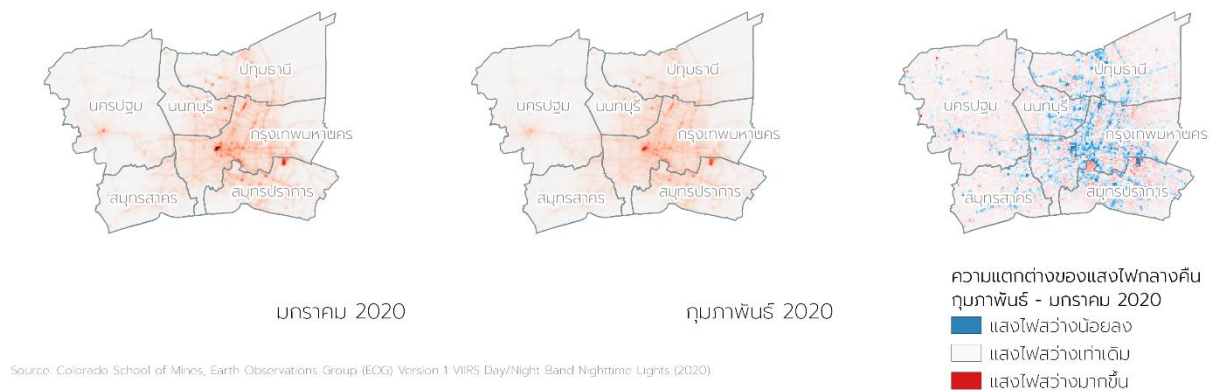 ปทุมธานี
นครปฐม
นนทบุรี
กรุงเทพมหานคร
สมุทรปราการ
สมุทรสาคร
ปทุมธานี
นครปฐม
นนทบุรี
กรุงเทพมหานคร
สมุทรปราการ
สมุทรสาคร
ปทุมธานี
นครปฐม
นนทบุรี
กรุงเทพมหานคร
สมุทรปราการ
สมุทรสาคร
มกราคม 2020
กุมภาพันธ์ 2020
ความแตกต่างของแสงไฟกลางคืน
กุมภาพันธ์ - มกราคม 2020
แสงไฟสว่างน้อยลง
แสงไฟสว่างเท่าเดิม
แสงไฟสว่างมากขึ้น
Source: Colorado School of Mines, Earth Observations Group (EOG) Version 1 VIIRS Day/Night Band Nighttime Lights (2020)